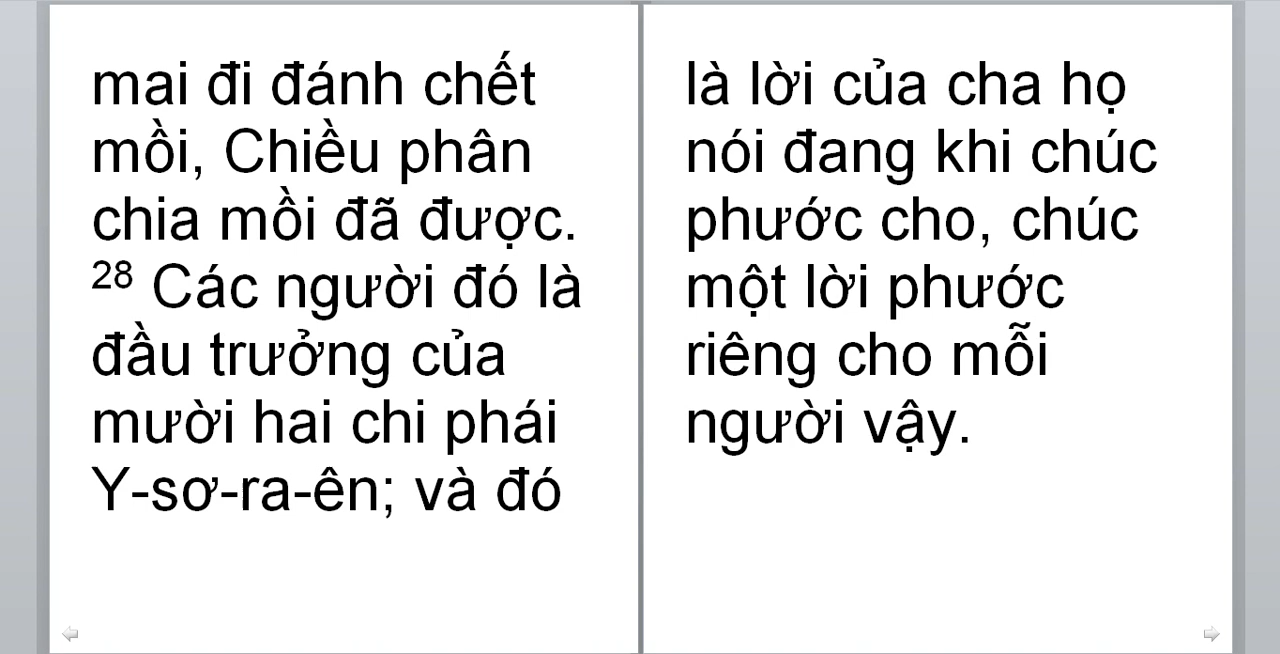 mai đi đánh chết
mồi, Chiều phân
chia mồi đã được.
28 Các người đó là
đầu trưởng của
mười hai chi phái
Y-sơ-ra-ên; và đó
là lời của cha họ
nói đang khi chúc
phước cho, chúc
một lời phước
riêng cho mỗi
người vậy.